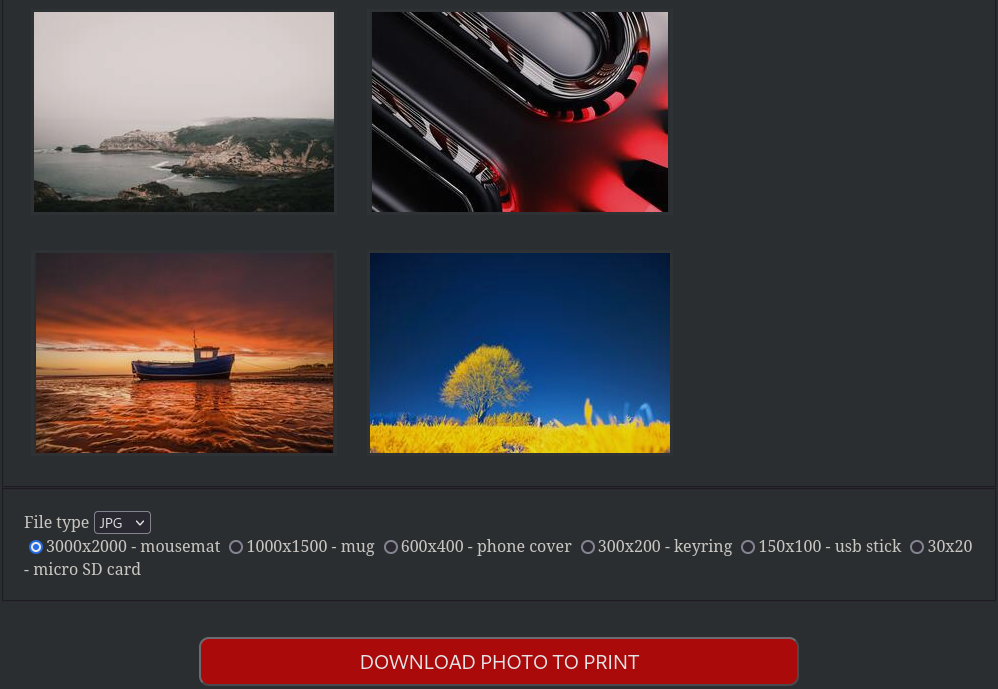 File type JPG
3000x2000 - mousemat 1000x1500 - mug 600x400 - phone cover 300x200 - keyring 150x100 - usb stick 30x20
- micro SD card
DOWNLOAD PHOTO TO PRINT